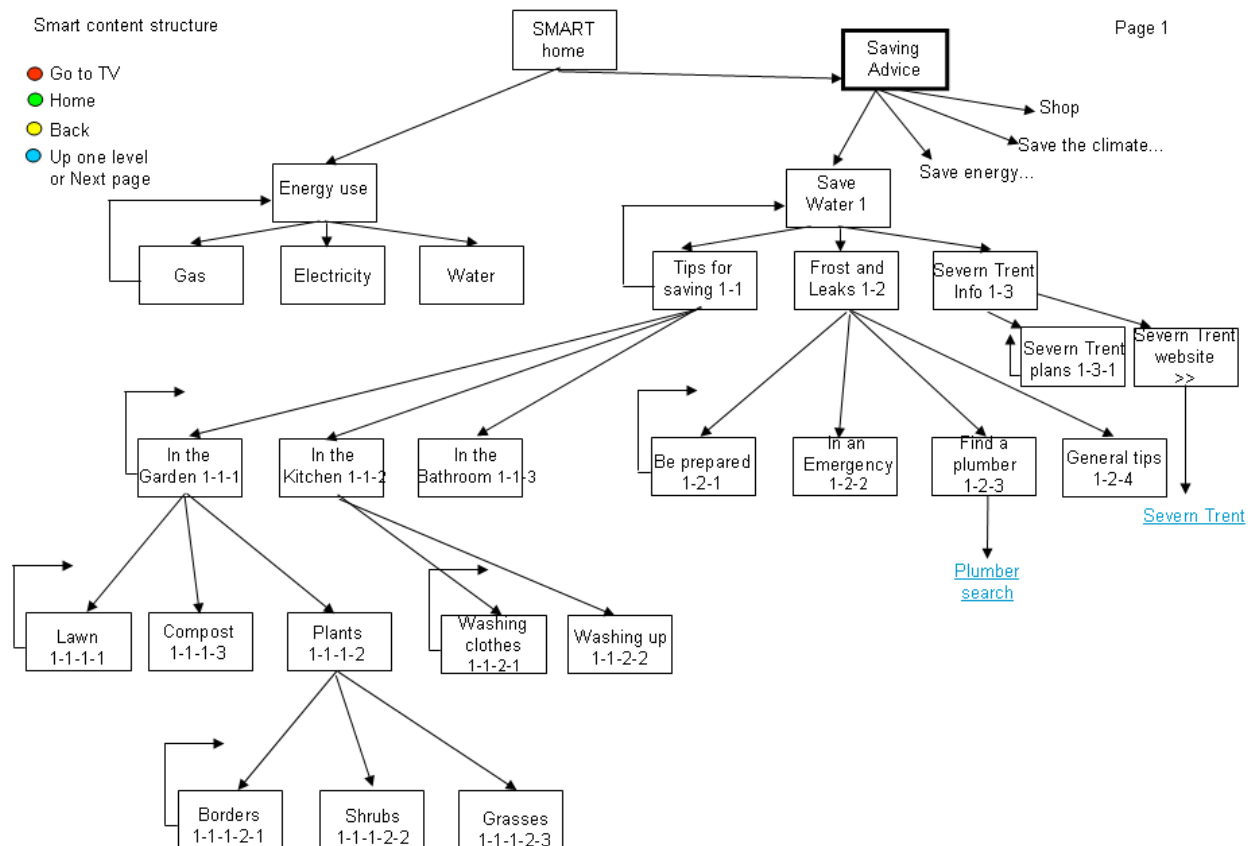 Smart content structure
Page 1
SMART
home
Saving
Advice
Go to TV
Home
Back
Up one level
or Next page
Shop
Save the climate...
Save energy...
Energy use
Save
Water 1
Gas
Electricity
Water
Tips for
saving 1-1
Frost and
Leaks 1-2
Severn Trent
Info 1-3
Severn Trent
plans 1-3-1
Severn Trent
website
>>
In the
Garden 1-1-1
In the
Kitchen 1-1-2
In the
Bathroom 1-1-3
Be prepared
1-2-1
In an
Emergency
1-2-2
Find a
plumber
1-2-3
General tips
1-2-4
Severn Trent
Plumber
search
Lawn
1-1-1-1
Compost
1-1-1-3
Plants
1-1-1-2
Washing
clothes
1-1-2-1
Washing up
1-1-2-2
Borders
1-1-1-2-1
Shrubs
1-1-1-2-2
Grasses
1-1-1-2-3